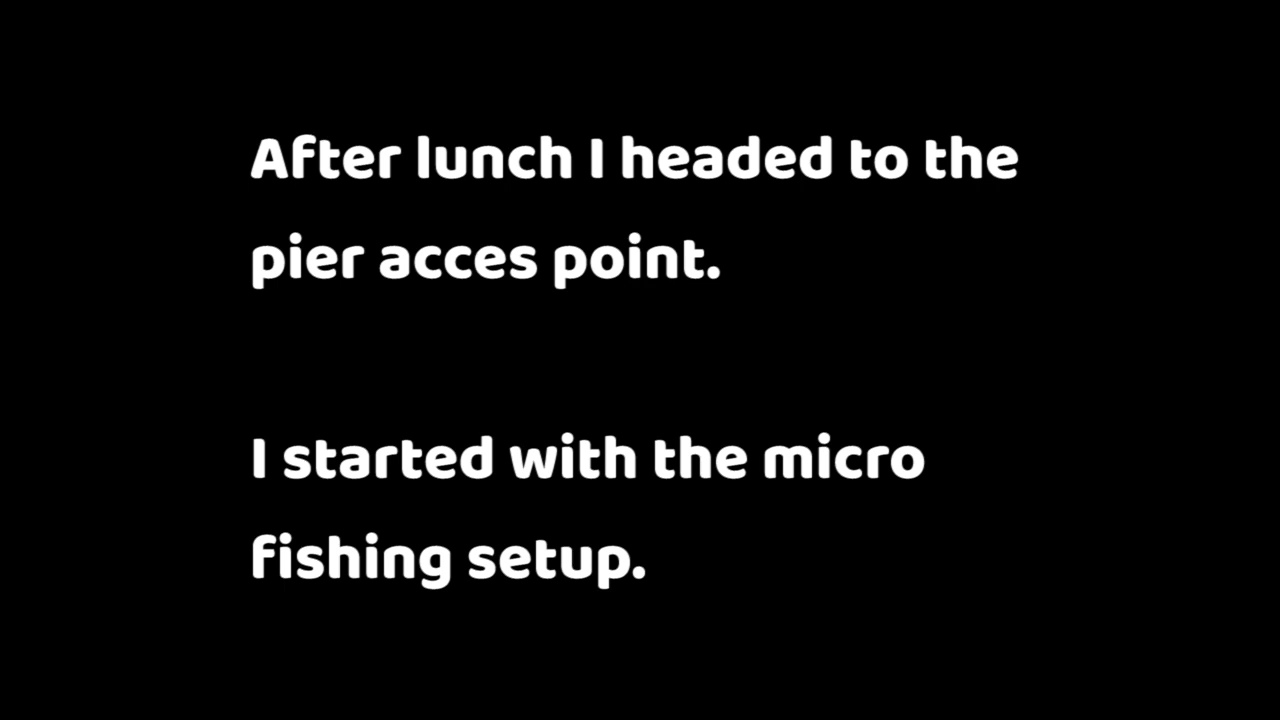 After lunch I headed to the
pier acces point.
I started with the micro
fishing setup.